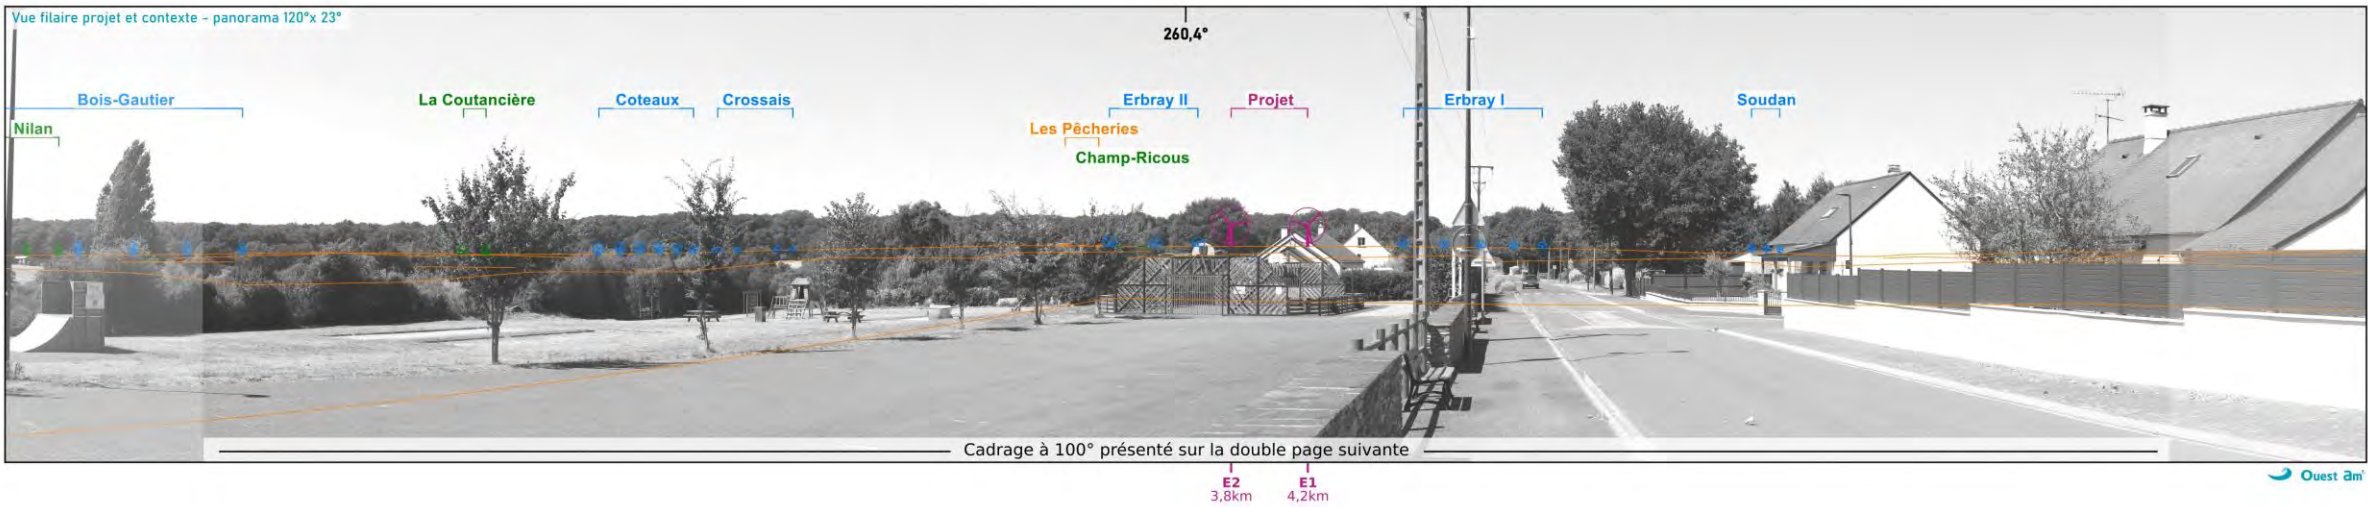 Vue filaire projet et contexte - panorama 120°x 23°
260,4°
Bois-Gautier
La Coutancière
Coteaux
Crossais
Erbray II
Projet
Erbray I
Soudan
Nilan
Les Pêcheries
Champ-Ricous
Cadrage à 100° présenté sur la double page suivante
E2
3,8km
E1
4,2km
Ouest am'